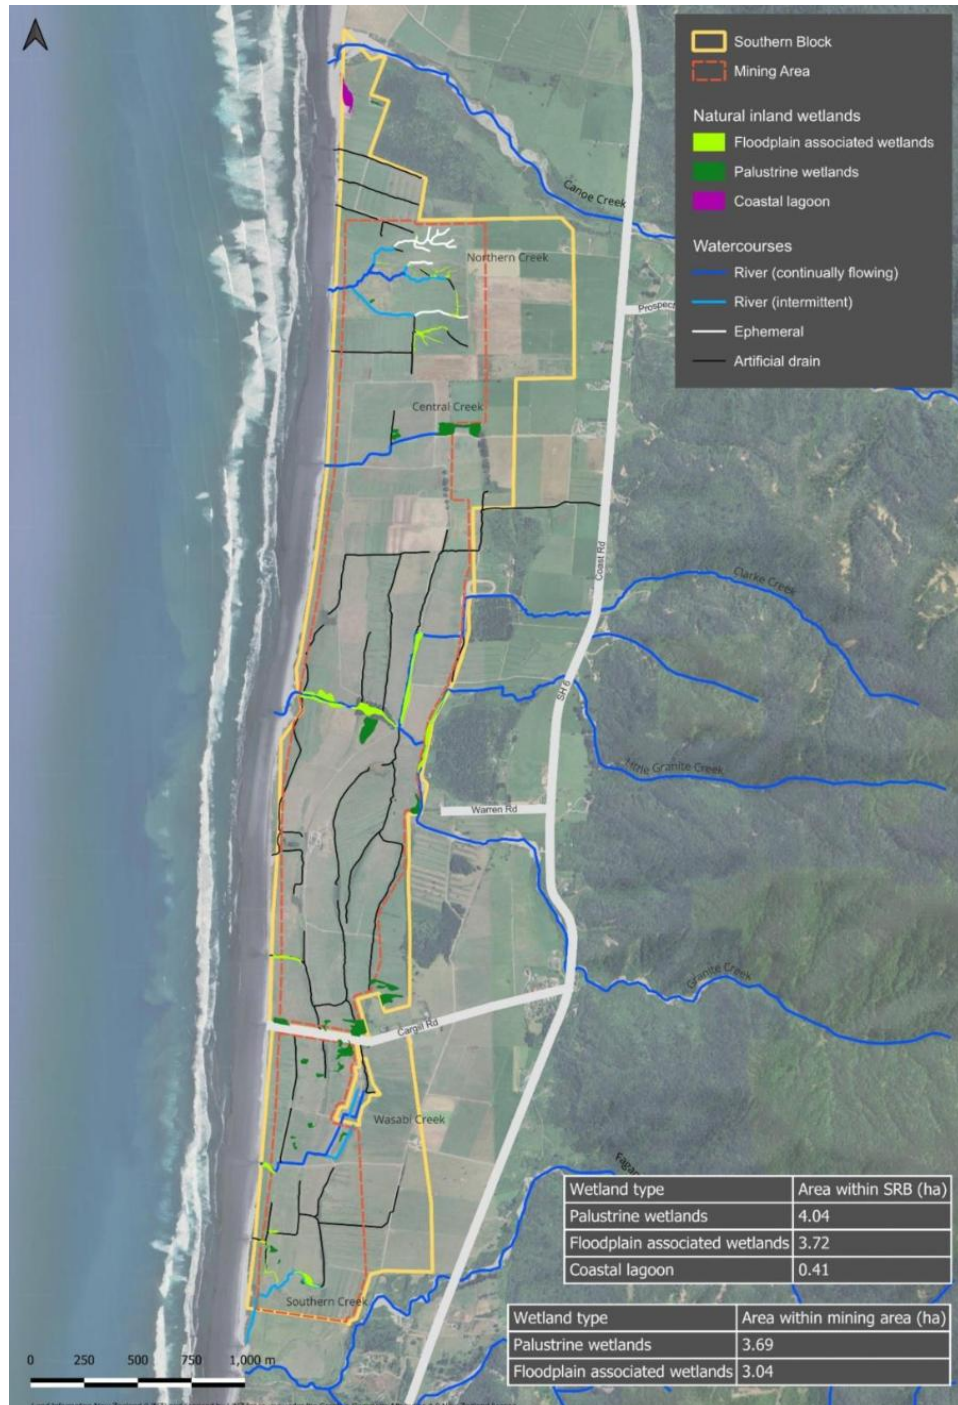 Southern Block
Mining Area
Natural inland wetlands
Floodplain associated wetlands
Palustrine wetlands
Coastal lagoon
Watercourses
River (continually flowing)
River (intermittent)
Ephemeral
Artificial drain
Canoe Creek
Northern Creek
Central Creek
Coast Rd
Clarke Creek
SH 6
Little Granite Creek
Warren Rd
Granite Creek
Cargill Rd
Wasabi Creek
Southern Creek
Wetland type Area within SRB (ha)
Palustrine wetlands 4.04
Floodplain associated wetlands 3.72
Coastal lagoon 0.41
Wetland type Area within mining area (ha)
Palustrine wetlands 3.69
Floodplain associated wetlands 3.04
0 250 500 750 1,000 m